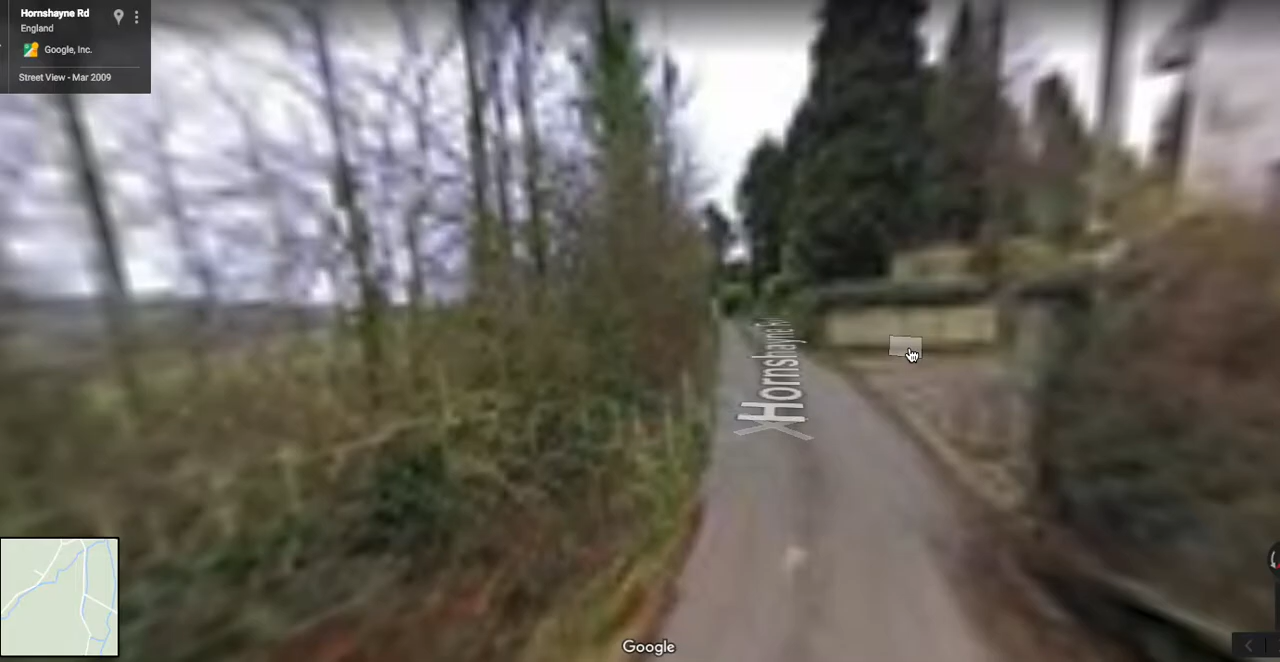 Hornshayne Rd
England
Google, Inc.
Street View - Mar 2009
Hornshayne Rd
Google